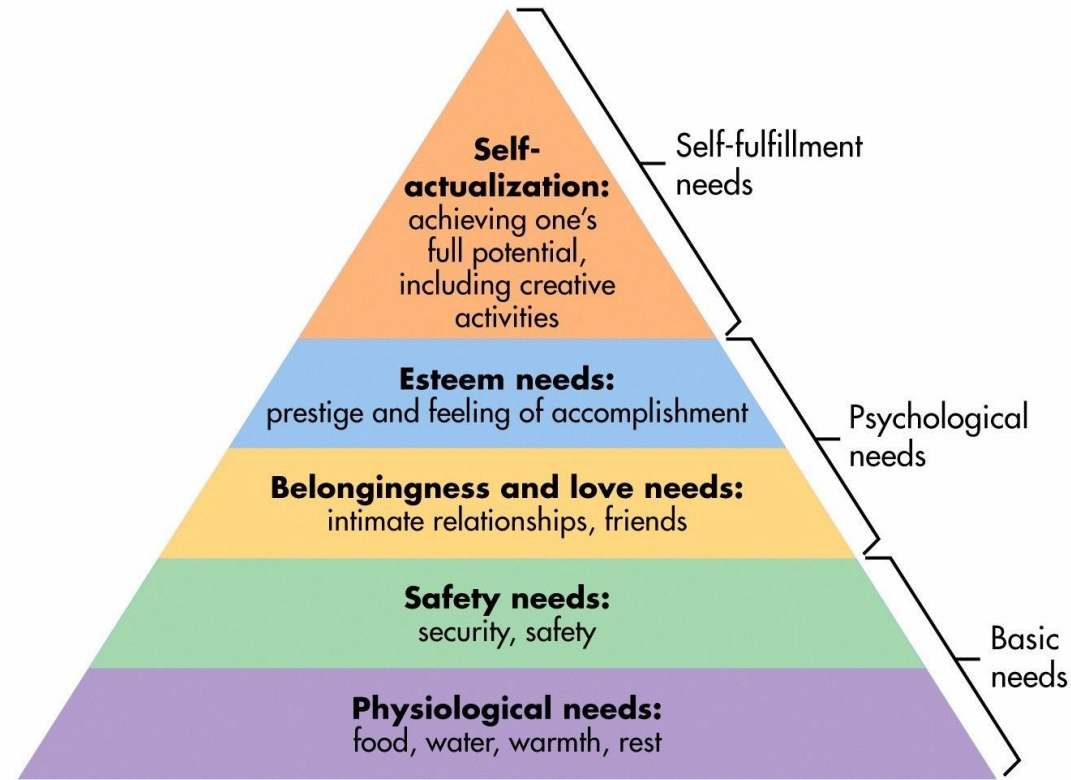 Self-
actualization:
achieving one's
full potential,
including creative
activities
Self-fulfillment
needs
Esteem needs:
prestige and feeling of accomplishment
Psychological
needs
Belongingness and love needs:
intimate relationships, friends
Safety needs:
security, safety
Basic
needs
Physiological needs:
food, water, warmth, rest